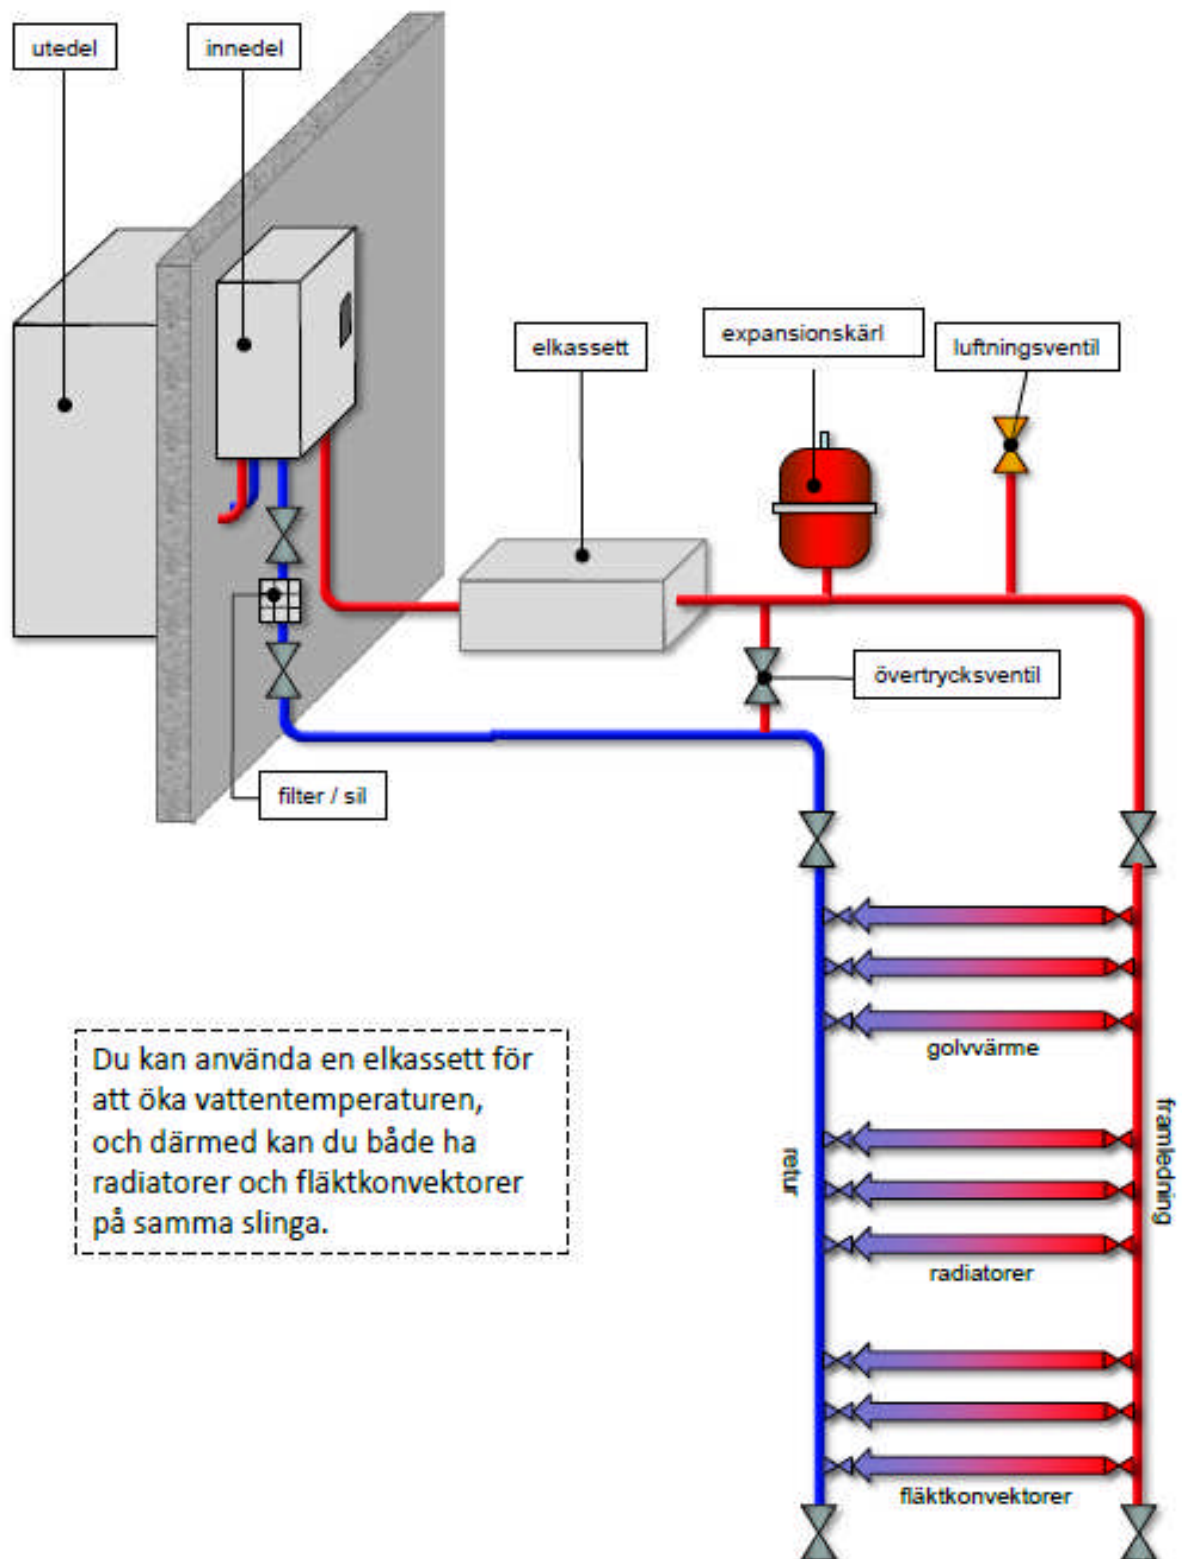 utedel
innedel
elkassett
expansionskärl
luftningsventil
övertrycksventil
filter / sil
golvvärme
Du kan använda en elkassett för
att öka vattentemperaturen,
och därmed kan du både ha
radiatorer och fläktkonvektorer
på samma slinga.
retur
framledning
radiatorer
fläktkonvektorer